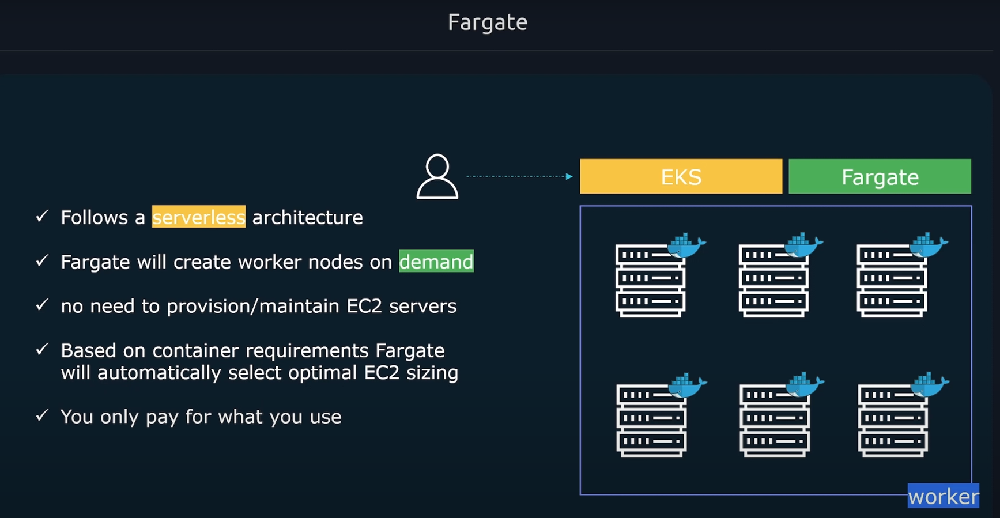 Fargate
EKS
Fargate
Follows a serverless architecture
Fargate will create worker nodes on demand
no need to provision/maintain EC2 servers
Based on container requirements Fargate
will automatically select optimal EC2 sizing
You only pay for what you use
worker